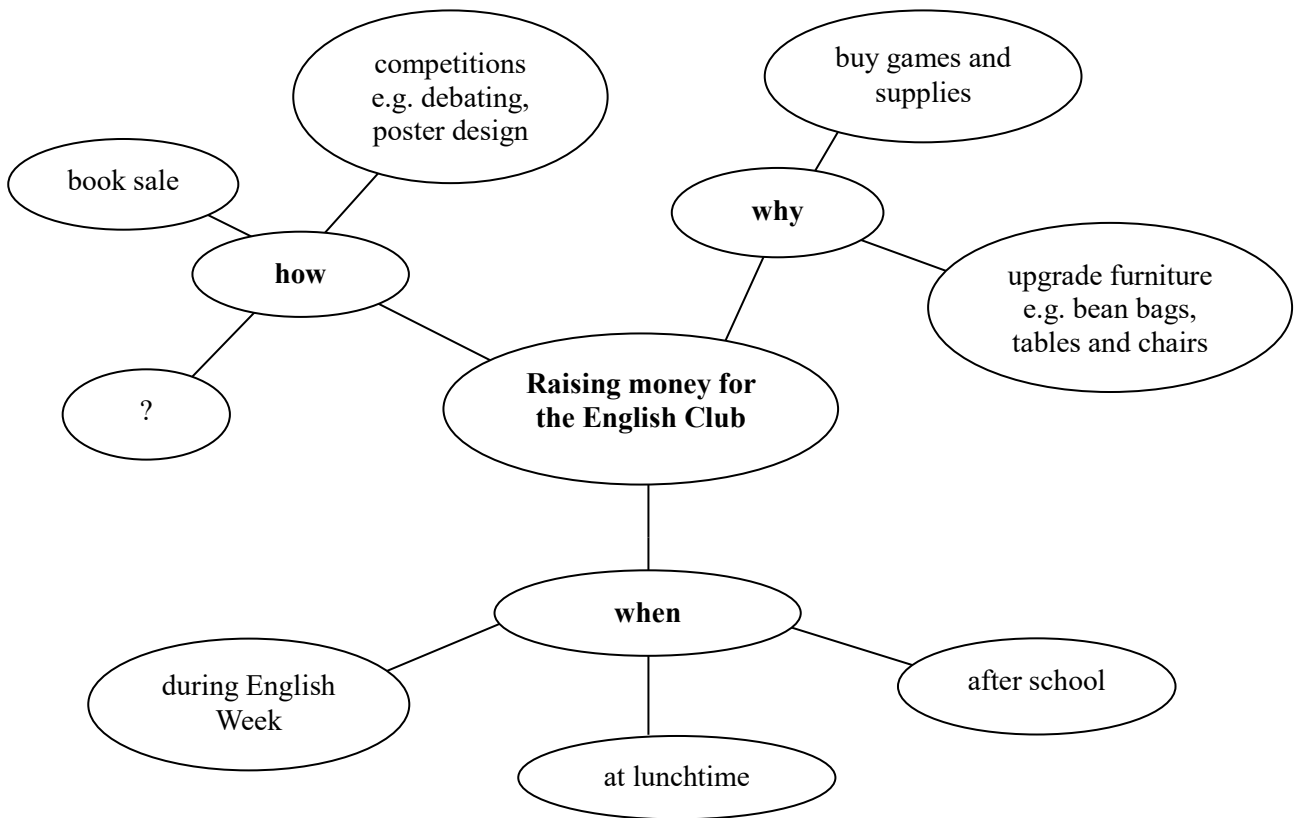 competitions
e.g. debating,
poster design
buy games and
supplies
book sale
why
how
upgrade furniture
e.g. bean bags,
tables and chairs
?
Raising money for
the English Club
when
during English
Week
after school
at lunchtime